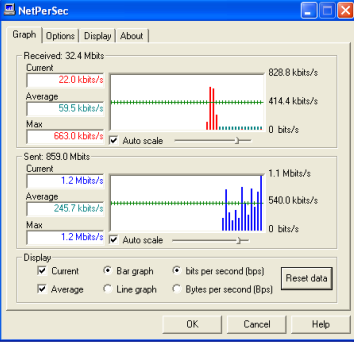 NetPerSec
Graph Options Display About
Received: 32.4 Mbits
Current
22.0 kbits/s
Average
59.5 kbits/s
Max
663.0 kbits/s
828.8 kbits/s
414.4 kbits/s
0 bits/s
Auto scale
Sent: 859.0 Mbits
Current
1.2 Mbits/s
Average
245.7 kbits/s
Max
1.2 Mbits/s
1.1 Mbits/s
540.0 kbits/s
0 bits/s
Auto scale
Display
Current Bar graph bits per second (bps)
Average Line graph Bytes per second (Bps)
Reset data
OK Cancel Help